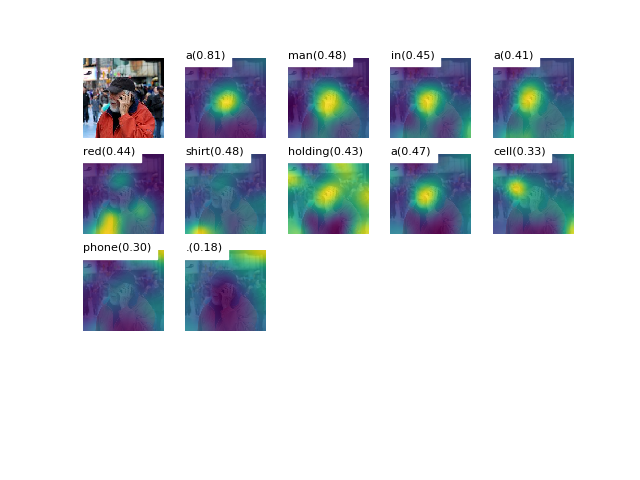 a(0.81) man(0.48) in(0.45) a(0.41)
red(0.44) shirt(0.48) holding(0.43) a(0.47) cell(0.33)
phone(0.30) .(0.18)